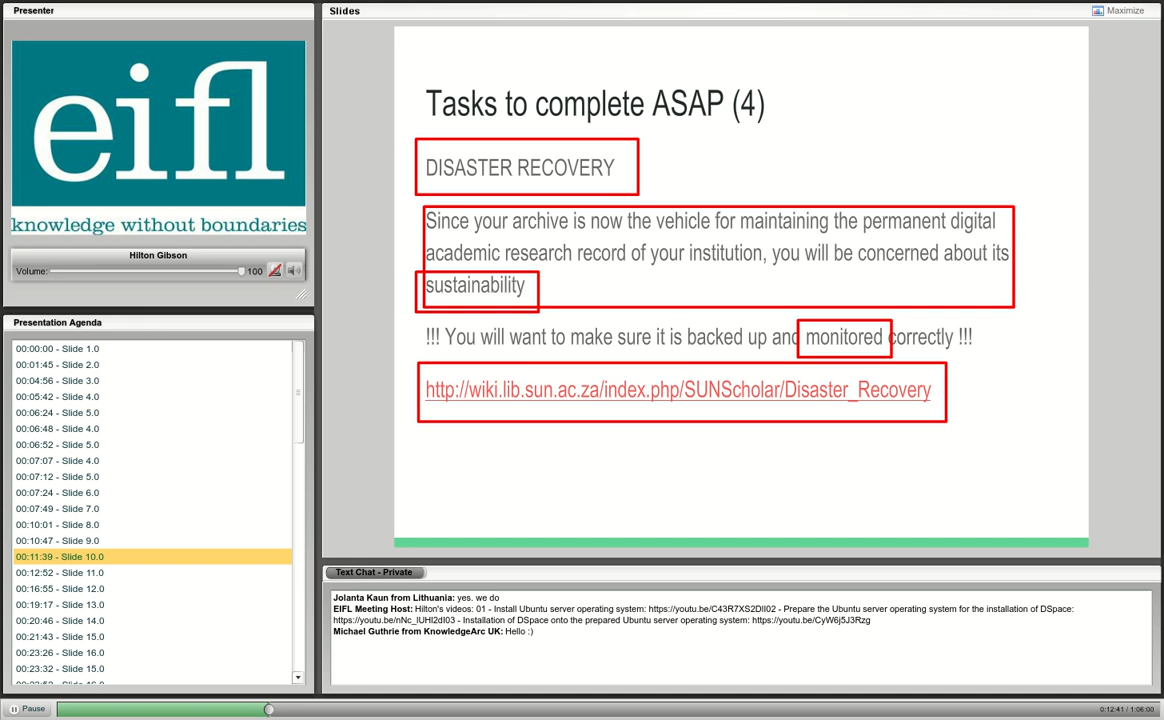 Presenter
eifl
knowledge without boundaries
Hilton Gibson
Volume: 100
Presentation Agenda
00:00:00 - Slide 1.0
00:01:45 - Slide 2.0
00:04:56 - Slide 3.0
00:05:42 - Slide 4.0
00:06:24 - Slide 5.0
00:06:48 - Slide 4.0
00:06:52 - Slide 5.0
00:07:07 - Slide 4.0
00:07:12 - Slide 5.0
00:07:24 - Slide 6.0
00:07:49 - Slide 7.0
00:10:01 - Slide 8.0
00:10:47 - Slide 9.0
00:11:39 - Slide 10.0
00:12:52 - Slide 11.0
00:16:55 - Slide 12.0
00:19:17 - Slide 13.0
00:20:46 - Slide 14.0
00:21:43 - Slide 15.0
00:23:26 - Slide 16.0
00:23:32 - Slide 15.0
Slides
Maximize
Tasks to complete ASAP (4)
DISASTER RECOVERY
Since your archive is now the vehicle for maintaining the permanent digital
academic research record of your institution, you will be concerned about its
sustainability
!!! You will want to make sure it is backed up and monitored correctly !!!
http://wiki.lib.sun.ac.za/index.php/SUNScholar/Disaster_Recovery
Text Chat - Private
Jolanta Kaun from Lithuania: yes. we do
EIFL Meeting Host: Hilton's videos: 01 - Install Ubuntu server operating system: https://youtu.be/C43R7XS2DlI02 - Prepare the Ubuntu server operating system for the installation of DSpace:
https://youtu.be/nNc_lUHl2dI03 - Installation of DSpace onto the prepared Ubuntu server operating system: https://youtu.be/CyW6j5J3Rzg
Michael Guthrie from KnowledgeArc UK: Hello :)
Pause
0:12:41 / 1:06:00